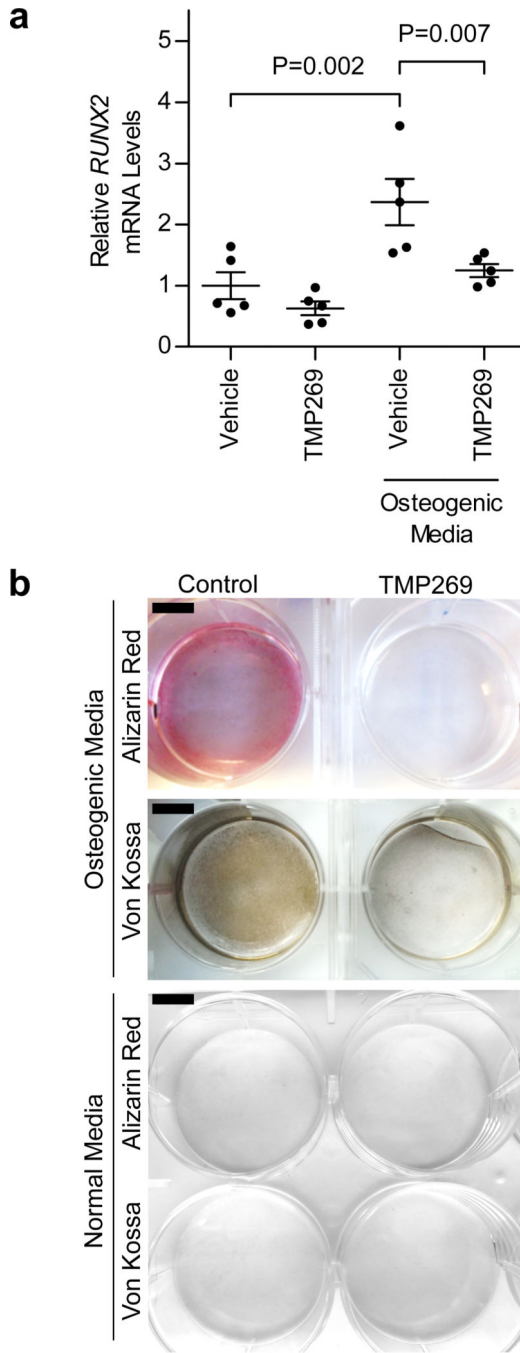 a
Relative RUNX2
mRNA Levels
5
4
3
2
1
0
P=0.002
P=0.007
Vehicle
TMP269
Vehicle
TMP269
Osteogenic
Media
b
Control
TMP269
Osteogenic Media
Alizarin Red
Von Kossa
Normal Media
Alizarin Red
Von Kossa